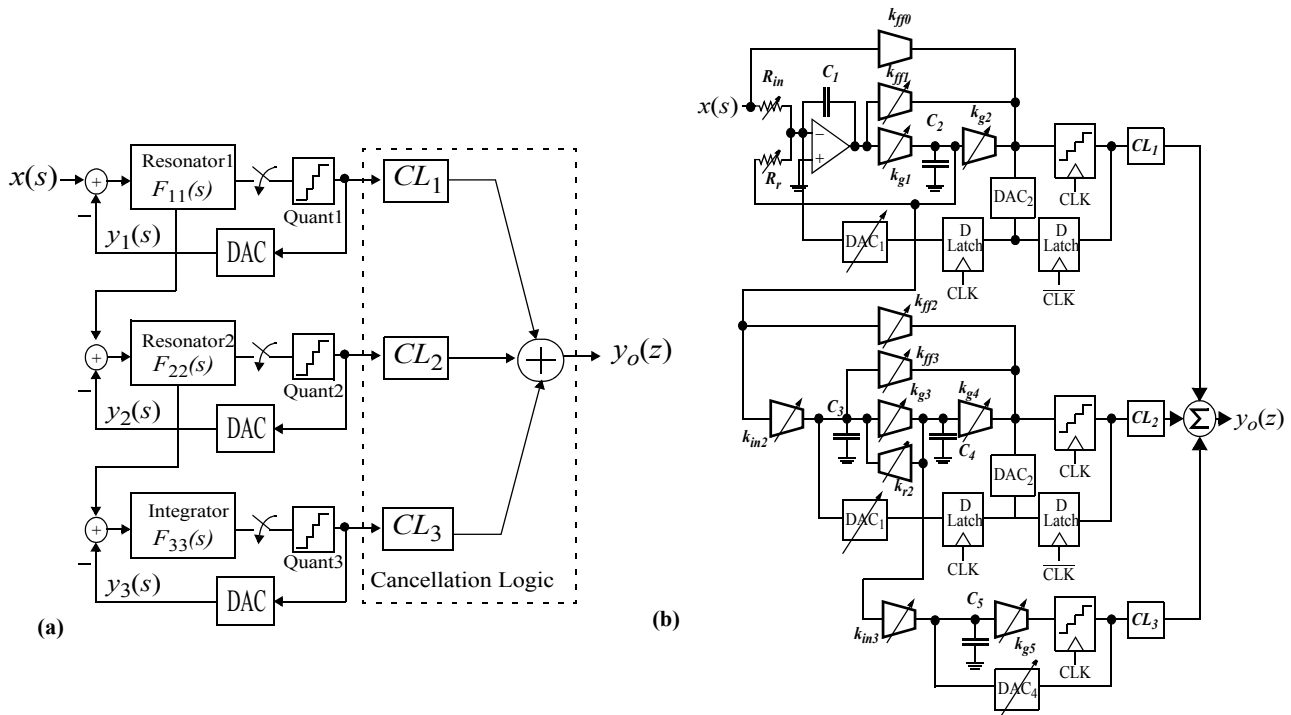 x(s)
+
−
Resonator1
F11(s)
Quant1
y1(s)
DAC
CL1
+
−
Resonator2
F22(s)
Quant2
y2(s)
DAC
CL2
+
yo(z)
+
−
Integrator
F33(s)
Quant3
y3(s)
DAC
CL3
Cancellation Logic
(a)
kff0
x(s)
Rin
C1
kff1
−
+
kg1
C2
kg2
Rr
CLK
CL1
DAC2
DAC1
D
Latch
CLK
D
Latch
CLK
kff2
kff3
kin2
C3
kg3
kr2
C4
kg4
CLK
CL2
Σ
yo(z)
DAC2
DAC1
D
Latch
CLK
D
Latch
CLK
kin3
C5
kg5
CLK
CL3
DAC4
(b)